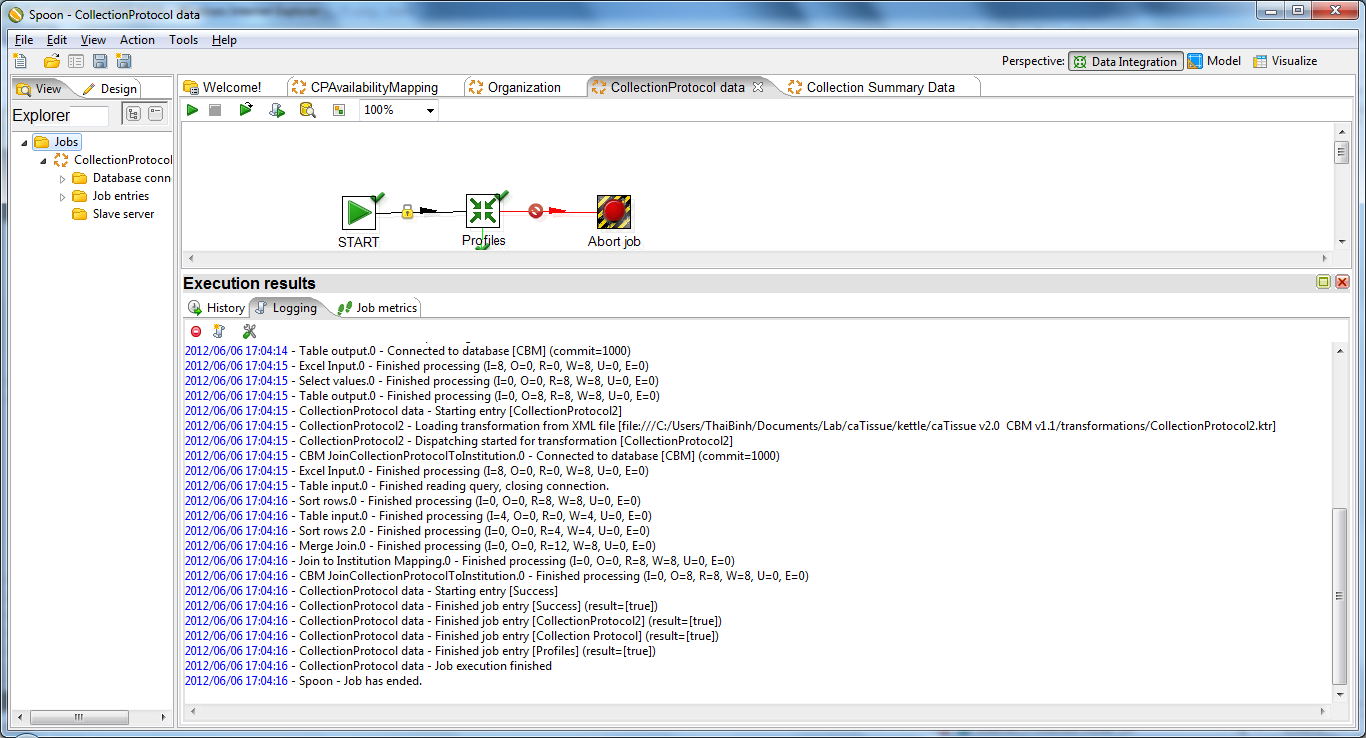 Spoon - CollectionProtocol data
File Edit View Action Tools Help
Perspective: Data Integration Model Visualize
View Design
Welcome! CPAvailabilityMapping Organization CollectionProtocol data Collection Summary Data
Explorer
100%
Jobs
CollectionProtocol
Database conn
Job entries
Slave server
START
Profiles
Abort job
Execution results
History Logging Job metrics
2012/06/06 17:04:14 - Table output.0 - Connected to database [CBM] (commit=1000)
2012/06/06 17:04:15 - Excel Input.0 - Finished processing (I=8, O=0, R=0, W=8, U=0, E=0)
2012/06/06 17:04:15 - Select values.0 - Finished processing (I=0, O=0, R=8, W=8, U=0, E=0)
2012/06/06 17:04:15 - Table output.0 - Finished processing (I=0, O=8, R=8, W=8, U=0, E=0)
2012/06/06 17:04:15 - CollectionProtocol data - Starting entry [CollectionProtocol2]
2012/06/06 17:04:15 - CollectionProtocol2 - Loading transformation from XML file [file:///C:/Users/ThaiBinh/Documents/Lab/caTissue/kettle/caTissue v2.0  CBM v1.1/transformations/CollectionProtocol2.ktr]
2012/06/06 17:04:15 - CollectionProtocol2 - Dispatching started for transformation [CollectionProtocol2]
2012/06/06 17:04:15 - CBM JoinCollectionProtocolToInstitution.0 - Connected to database [CBM] (commit=1000)
2012/06/06 17:04:15 - Excel Input.0 - Finished processing (I=8, O=0, R=0, W=8, U=0, E=0)
2012/06/06 17:04:15 - Table input.0 - Finished reading query, closing connection.
2012/06/06 17:04:16 - Sort rows.0 - Finished processing (I=0, O=0, R=8, W=8, U=0, E=0)
2012/06/06 17:04:16 - Table input.0 - Finished processing (I=4, O=0, R=0, W=4, U=0, E=0)
2012/06/06 17:04:16 - Sort rows 2.0 - Finished processing (I=0, O=0, R=4, W=4, U=0, E=0)
2012/06/06 17:04:16 - Merge Join.0 - Finished processing (I=0, O=0, R=12, W=8, U=0, E=0)
2012/06/06 17:04:16 - Join to Institution Mapping.0 - Finished processing (I=0, O=0, R=8, W=8, U=0, E=0)
2012/06/06 17:04:16 - CBM JoinCollectionProtocolToInstitution.0 - Finished processing (I=0, O=8, R=8, W=8, U=0, E=0)
2012/06/06 17:04:16 - CollectionProtocol data - Starting entry [Success]
2012/06/06 17:04:16 - CollectionProtocol data - Finished job entry [Success] (result=[true])
2012/06/06 17:04:16 - CollectionProtocol data - Finished job entry [CollectionProtocol2] (result=[true])
2012/06/06 17:04:16 - CollectionProtocol data - Finished job entry [Collection Protocol] (result=[true])
2012/06/06 17:04:16 - CollectionProtocol data - Finished job entry [Profiles] (result=[true])
2012/06/06 17:04:16 - CollectionProtocol data - Job execution finished
2012/06/06 17:04:16 - Spoon - Job has ended.